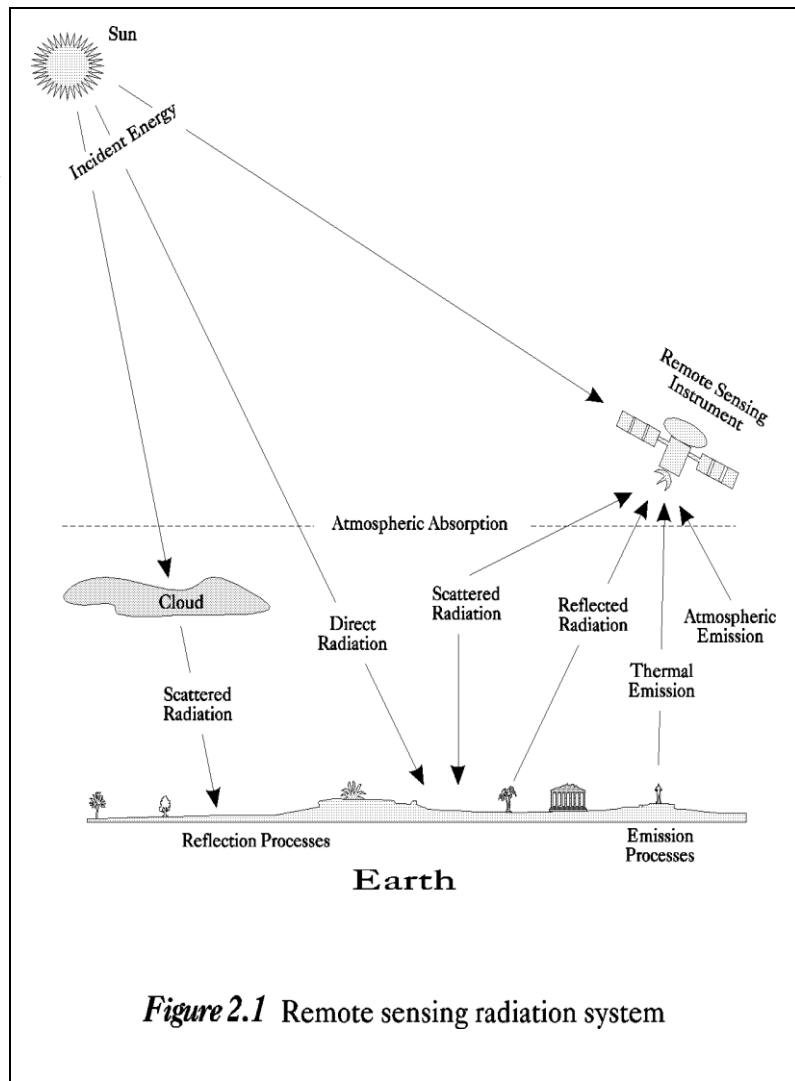 Sun
Incident Energy
Remote Sensing
Instrument
Atmospheric Absorption
Cloud
Scattered
Radiation
Direct
Radiation
Scattered
Radiation
Reflected
Radiation
Atmospheric
Emission
Thermal
Emission
Reflection Processes
Emission
Processes
Earth
Figure 2.1 Remote sensing radiation system